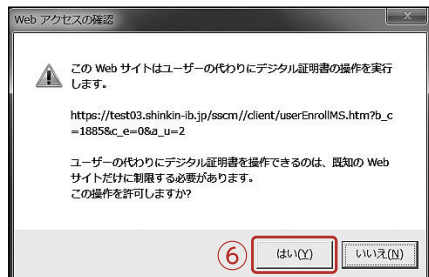 Web アクセスの確認
この Web サイトはユーザーの代わりにデジタル証明書の操作を実行
します。
https://test03.shinkin-ib.jp/sscm//client/userEnrollMS.htm?b_c
=1885&c_e=0&a_u=2
ユーザーの代わりにデジタル証明書を操作できるのは、既知の Web
サイトだけに制限する必要があります。
この操作を許可しますか?
⑥ はい(Y) いいえ(N)